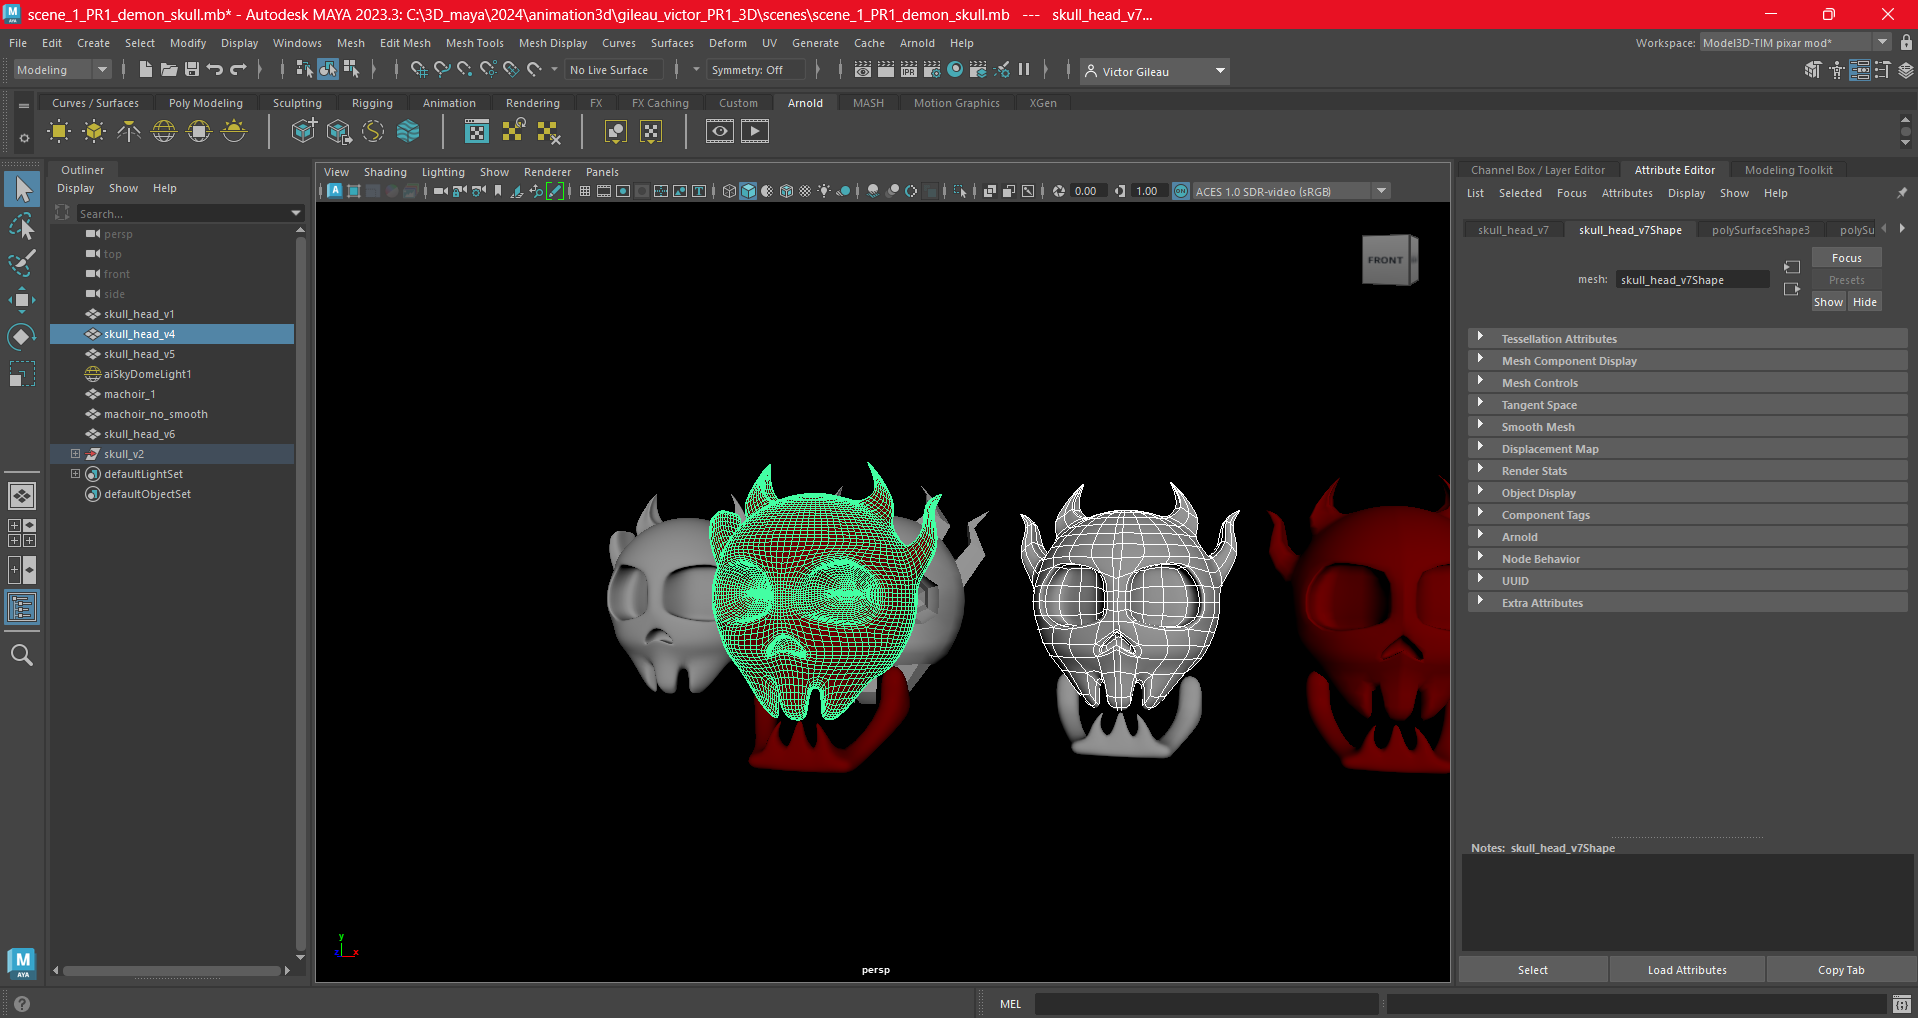 scene_1_PR1_demon_skull.mb* - Autodesk MAYA 2023.3: C:\3D_maya\2024\animation3d\gileau_victor_PR1_3D\scenes\scene_1_PR1_demon_skull.mb --- skull_head_v7...
File Edit Create Select Modify Display Windows Mesh Edit Mesh Mesh Tools Mesh Display Curves Surfaces Deform UV Generate Cache Arnold Help
Workspace: Model3D-TIM pixar mod*
Modeling No Live Surface Symmetry: Off IPR Victor Gileau
Curves / Surfaces Poly Modeling Sculpting Rigging Animation Rendering FX FX Caching Custom Arnold MASH Motion Graphics XGen
Outliner
Display Show Help
Search...
persp
top
front
side
skull_head_v1
skull_head_v4
skull_head_v5
aiSkyDomeLight1
machoir_1
machoir_no_smooth
skull_head_v6
skull_v2
defaultLightSet
defaultObjectSet
View Shading Lighting Show Renderer Panels
0.00 1.00 ON ACES 1.0 SDR-video (sRGB)
FRONT
y
x
persp
Channel Box / Layer Editor Attribute Editor Modeling Toolkit
List Selected Focus Attributes Display Show Help
skull_head_v7 skull_head_v7Shape polySurfaceShape3 polySu
mesh: skull_head_v7Shape
Focus
Presets
Show Hide
Tessellation Attributes
Mesh Component Display
Mesh Controls
Tangent Space
Smooth Mesh
Displacement Map
Render Stats
Object Display
Component Tags
Arnold
Node Behavior
UUID
Extra Attributes
Notes: skull_head_v7Shape
Select Load Attributes Copy Tab
M
AYA
MEL